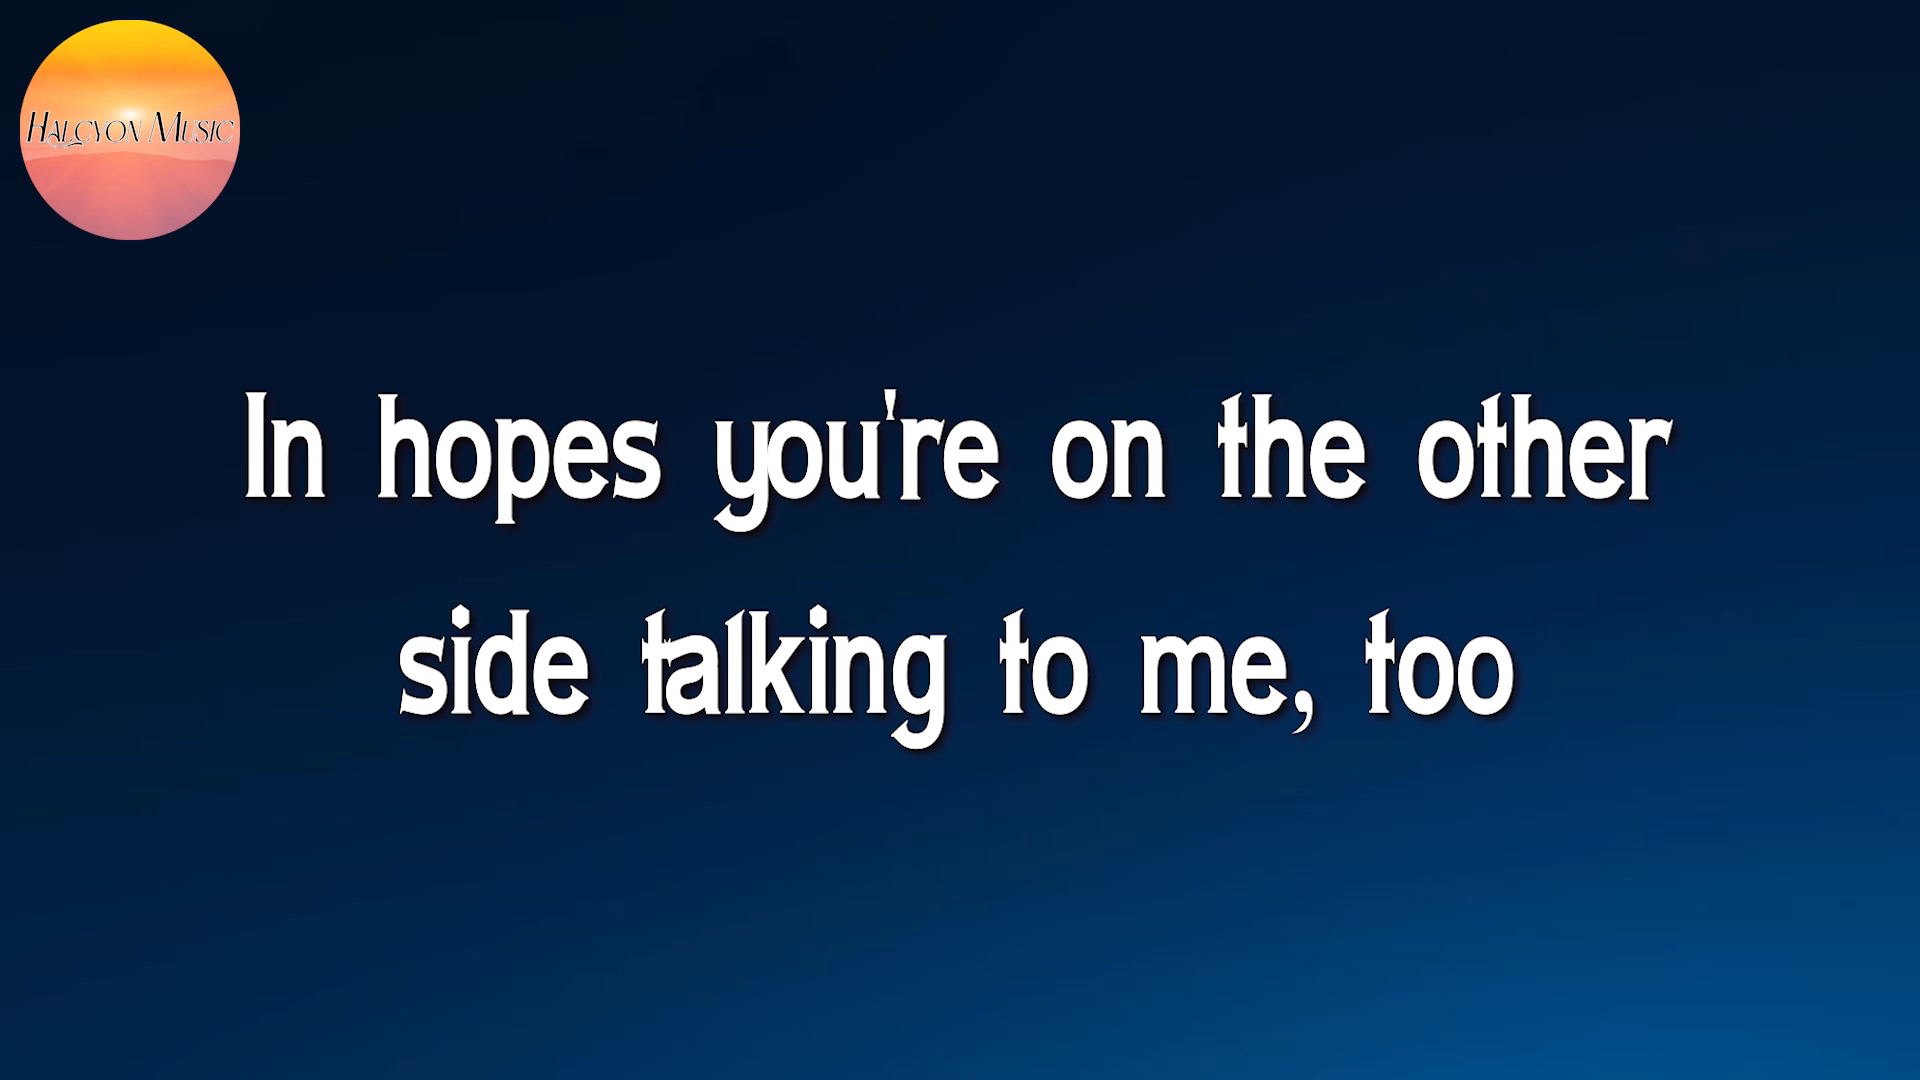 Halcyon Music
In hopes you're on the other
side talking to me, too